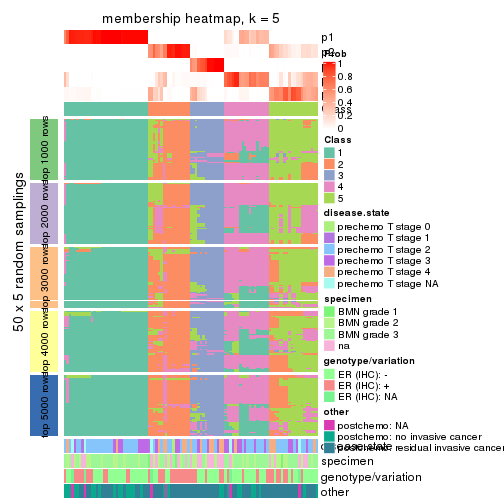 membership heatmap, k = 5
p1
p2
Prob
1
0.8
0.6
0.4
0.2
0
Class
Class
1
2
3
4
5
disease.state
prechemo T stage 0
prechemo T stage 1
prechemo T stage 2
prechemo T stage 3
prechemo T stage 4
prechemo T stage NA
specimen
BMN grade 1
BMN grade 2
BMN grade 3
na
genotype/variation
ER (IHC): -
ER (IHC): +
ER (IHC): NA
other
postchemo: NA
postchemo: no invasive cancer
postchemo: residual invasive cancer
disease.state
specimen
genotype/variation
other
50 x 5 random samplings
top 1000 rows
top 2000 rows
top 3000 rows
top 4000 rows
top 5000 rows